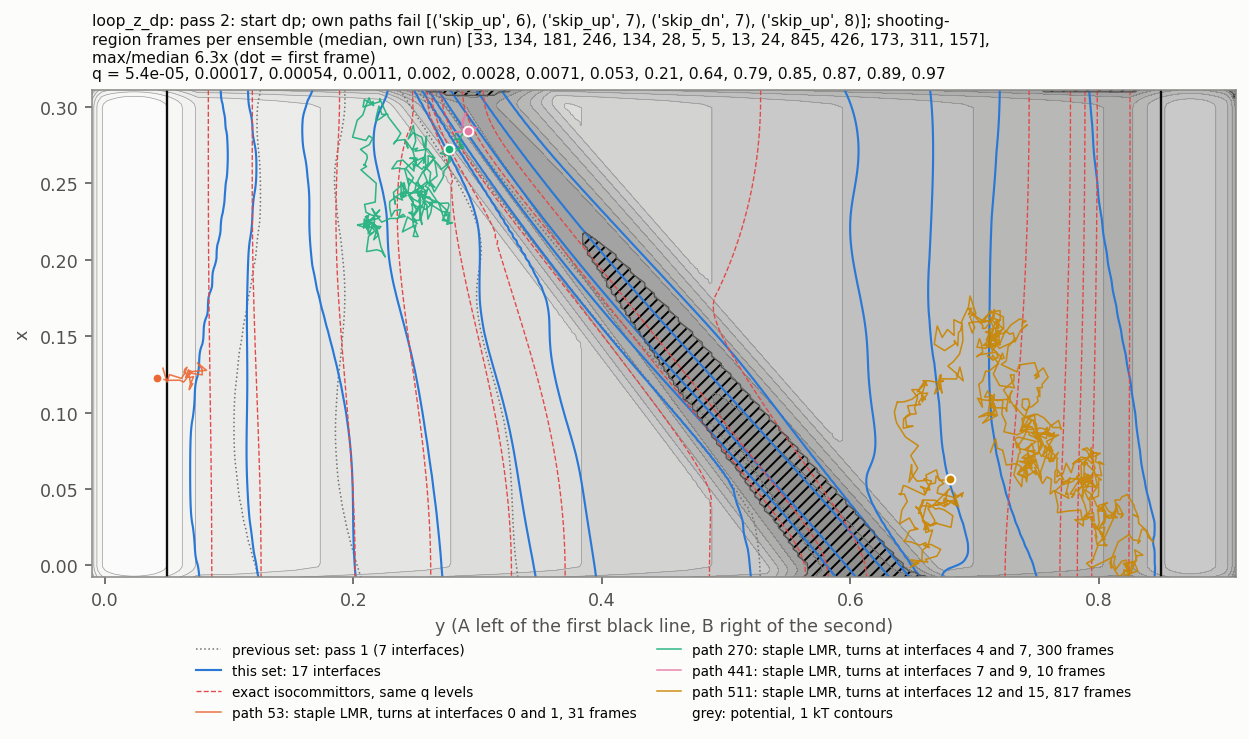 loop_z_dp: pass 2: start dp; own paths fail [('skip_up', 6), ('skip_up', 7), ('skip_dn', 7), ('skip_up', 8)]; shooting-
region frames per ensemble (median, own run) [33, 134, 181, 246, 134, 28, 5, 5, 13, 24, 845, 426, 173, 311, 157],
max/median 6.3x (dot = first frame)
q = 5.4e-05, 0.00017, 0.00054, 0.0011, 0.002, 0.0028, 0.0071, 0.053, 0.21, 0.64, 0.79, 0.85, 0.87, 0.89, 0.97
0.30
0.25
0.20
0.15
0.10
0.05
0.00
x
0.0
0.2
0.4
0.6
0.8
y (A left of the first black line, B right of the second)
previous set: pass 1 (7 interfaces)
this set: 17 interfaces
exact isocommittors, same q levels
path 53: staple LMR, turns at interfaces 0 and 1, 31 frames
path 270: staple LMR, turns at interfaces 4 and 7, 300 frames
path 441: staple LMR, turns at interfaces 7 and 9, 10 frames
path 511: staple LMR, turns at interfaces 12 and 15, 817 frames
grey: potential, 1 kT contours